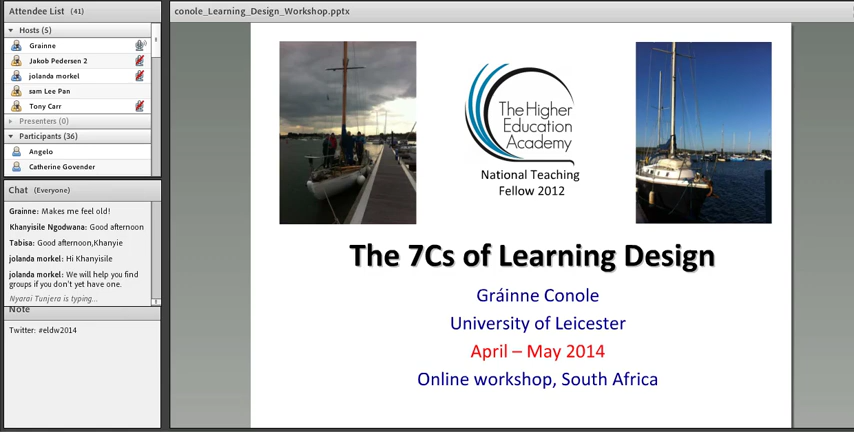 Attendee List (41)
Hosts (5)
Grainne
Jakob Pedersen 2
jolanda morkel
sam Lee Pan
Tony Carr
Presenters (0)
Participants (36)
Angelo
Catherine Govender
Chat (Everyone)
Grainne: Makes me feel old!
Khanyisile Ngodwana: Good afternoon
Tabisa: Good afternoon,Khanyie
jolanda morkel: Hi Khanyisile
jolanda morkel: We will help you find
groups if you don't yet have one.
Nyarai Tunjera is typing...
Note
Twitter: #eldw2014
conole_Learning_Design_Workshop.pptx
The Higher
Education
Academy
National Teaching
Fellow 2012
The 7Cs of Learning Design
Gráinne Conole
University of Leicester
April – May 2014
Online workshop, South Africa